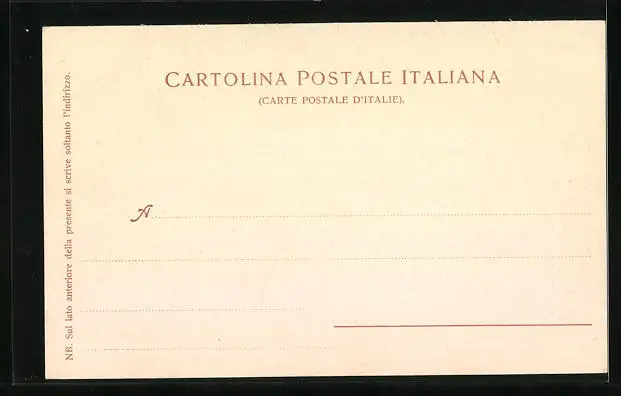 CARTOLINA POSTALE ITALIANA
(CARTE POSTALE D'ITALIE).
A
NB. Sul lato anteriore della presente si scrive soltanto l'indirizzo.